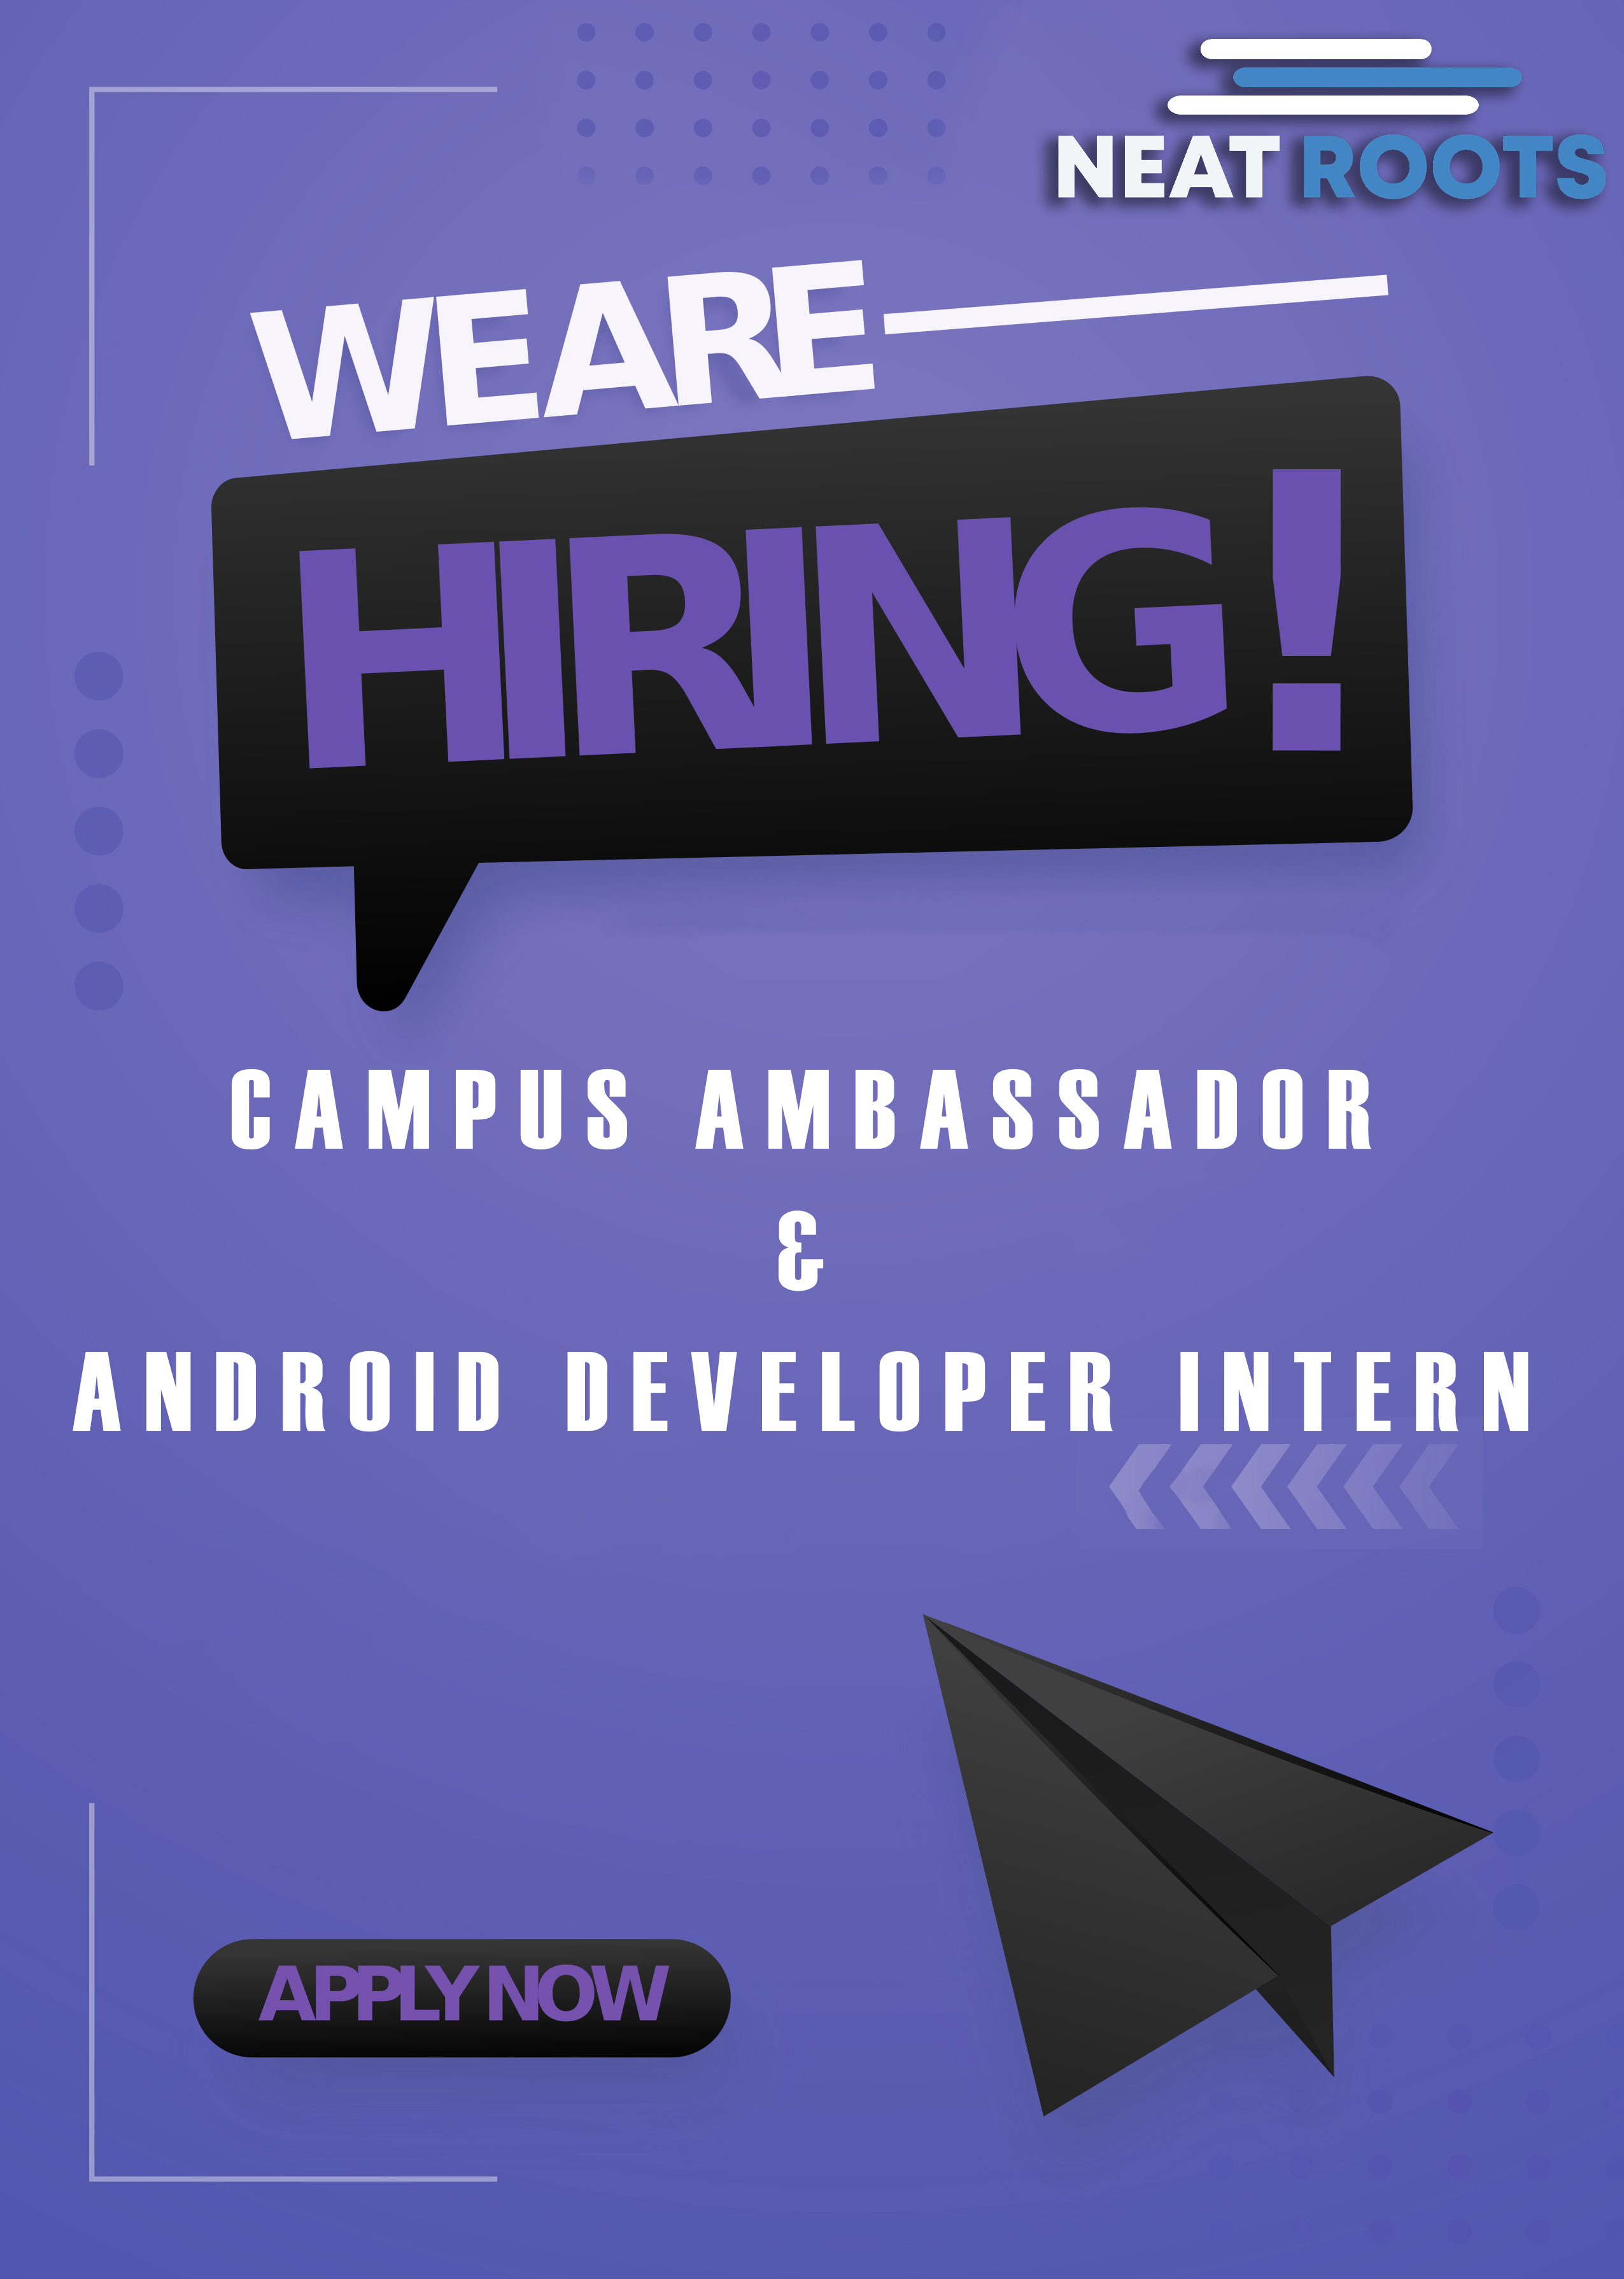 NEAT ROOTS
WE ARE
HIRING!
CAMPUS AMBASSADOR
&
ANDROID DEVELOPER INTERN
APPLY NOW